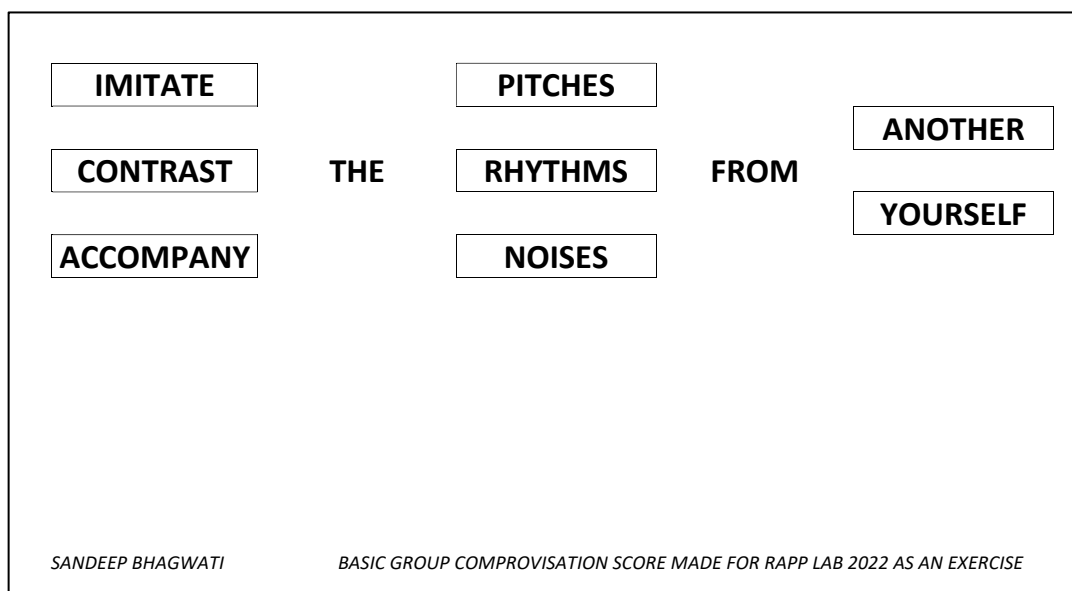 IMITATE PITCHES
ANOTHER
CONTRAST THE RHYTHMS FROM
YOURSELF
ACCOMPANY NOISES
SANDEEP BHAGWATI BASIC GROUP COMPROVISATION SCORE MADE FOR RAPP LAB 2022 AS AN EXERCISE